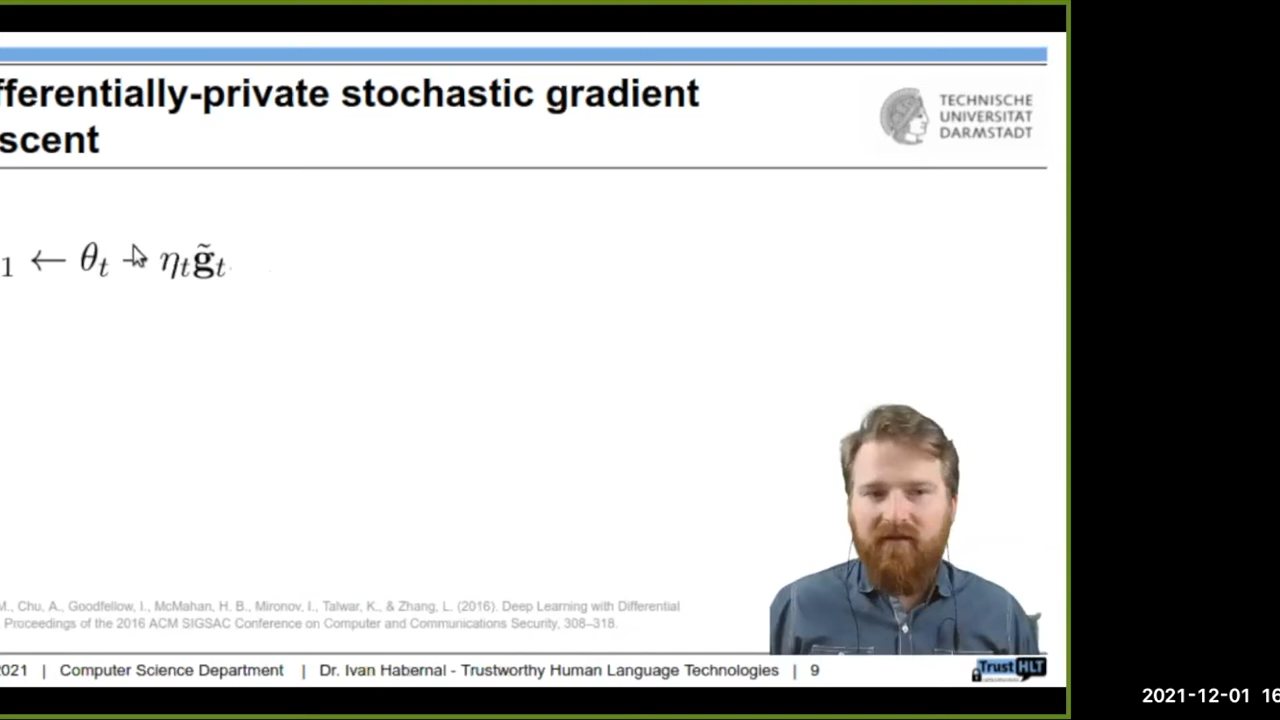 fferentially-private stochastic gradient
scent
TECHNISCHE
UNIVERSITÄT
DARMSTADT
1 ← θt - ηt g̃t
M., Chu, A., Goodfellow, I., McMahan, H. B., Mironov, I., Talwar, K., & Zhang, L. (2016). Deep Learning with Differential
Proceedings of the 2016 ACM SIGSAC Conference on Computer and Communications Security, 308–318.
021 | Computer Science Department | Dr. Ivan Habernal - Trustworthy Human Language Technologies | 9
Trust HLT
2021-12-01 16